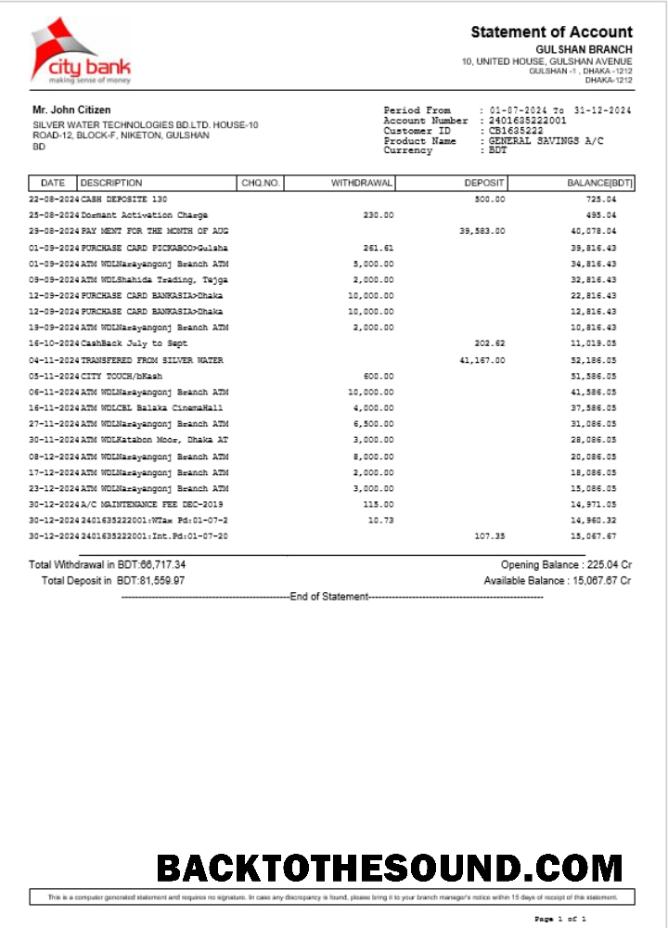 city bank
making sense of money
Statement of Account
GULSHAN BRANCH
10, UNITED HOUSE, GULSHAN AVENUE
GULSHAN -1 , DHAKA -1212
DHAKA-1212
Mr. John Citizen
SILVER WATER TECHNOLOGIES BD.LTD. HOUSE-10
ROAD-12, BLOCK-F, NIKETON, GULSHAN
BD
Period From : 01-07-2024 To 31-12-2024
Account Number : 2401635222001
Customer ID : CB1635222
Product Name : GENERAL SAVINGS A/C
Currency : BDT
DATE DESCRIPTION CHQ.NO. WITHDRAWAL DEPOSIT BALANCE[BDT]
22-08-2024 CASH DEPOSITE 130 500.00 725.04
25-08-2024 Dormant Activation Charge 230.00 495.04
29-08-2024 PAY MENT FOR THE MONTH OF AUG 39,583.00 40,078.04
01-09-2024 PURCHASE CARD PICKABOO>Gulsha 261.61 39,816.43
01-09-2024 ATM WDLNarayangonj Branch ATM 5,000.00 34,816.43
09-09-2024 ATM WDLShahida Trading, Tejga 2,000.00 32,816.43
12-09-2024 PURCHASE CARD BANKASIA>Dhaka 10,000.00 22,816.43
12-09-2024 PURCHASE CARD BANKASIA>Dhaka 10,000.00 12,816.43
19-09-2024 ATM WDLNarayangonj Branch ATM 2,000.00 10,816.43
16-10-2024 CashBack July to Sept 202.62 11,019.05
04-11-2024 TRANSFERED FROM SILVER WATER 41,167.00 52,186.05
05-11-2024 CITY TOUCH/bKash 600.00 51,586.05
06-11-2024 ATM WDLNarayangonj Branch ATM 10,000.00 41,586.05
16-11-2024 ATM WDLCBL Balaka CinemaHall 4,000.00 37,586.05
27-11-2024 ATM WDLNarayangonj Branch ATM 6,500.00 31,086.05
30-11-2024 ATM WDLKatabon Moor, Dhaka AT 3,000.00 28,086.05
08-12-2024 ATM WDLNarayangonj Branch ATM 8,000.00 20,086.05
17-12-2024 ATM WDLNarayangonj Branch ATM 2,000.00 18,086.05
23-12-2024 ATM WDLNarayangonj Branch ATM 3,000.00 15,086.05
30-12-2024 A/C MAINTENANCE FEE DEC-2019 115.00 14,971.05
30-12-2024 2401635222001:WTax Pd:01-07-2 10.73 14,960.32
30-12-2024 2401635222001:Int.Pd:01-07-20 107.35 15,067.67
Total Withdrawal in BDT:66,717.34 Opening Balance : 225.04 Cr
Total Deposit in BDT:81,559.97 Available Balance : 15,067.67 Cr
End of Statement
BACKTOTHESOUND.COM
This is a computer generated statement and requires no signature. In case any discrepancy is found, please bring it to your branch manager's notice within 15 days of receipt of this statement.
Page 1 of 1